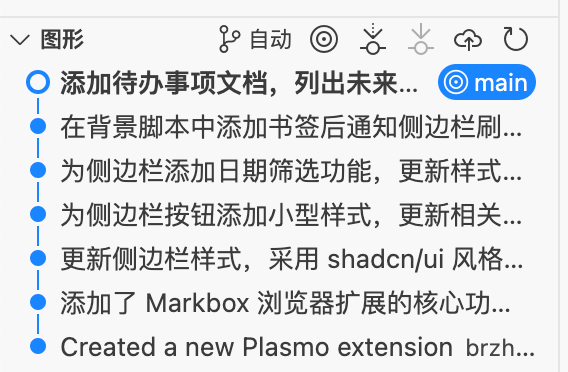 图形 自动
添加待办事项文档，列出未来... main
在背景脚本中添加书签后通知侧边栏刷...
为侧边栏添加日期筛选功能，更新样式...
为侧边栏按钮添加小型样式，更新相关...
更新侧边栏样式，采用 shadcn/ui 风格...
添加了 Markbox 浏览器扩展的核心功...
Created a new Plasmo extension brzh...